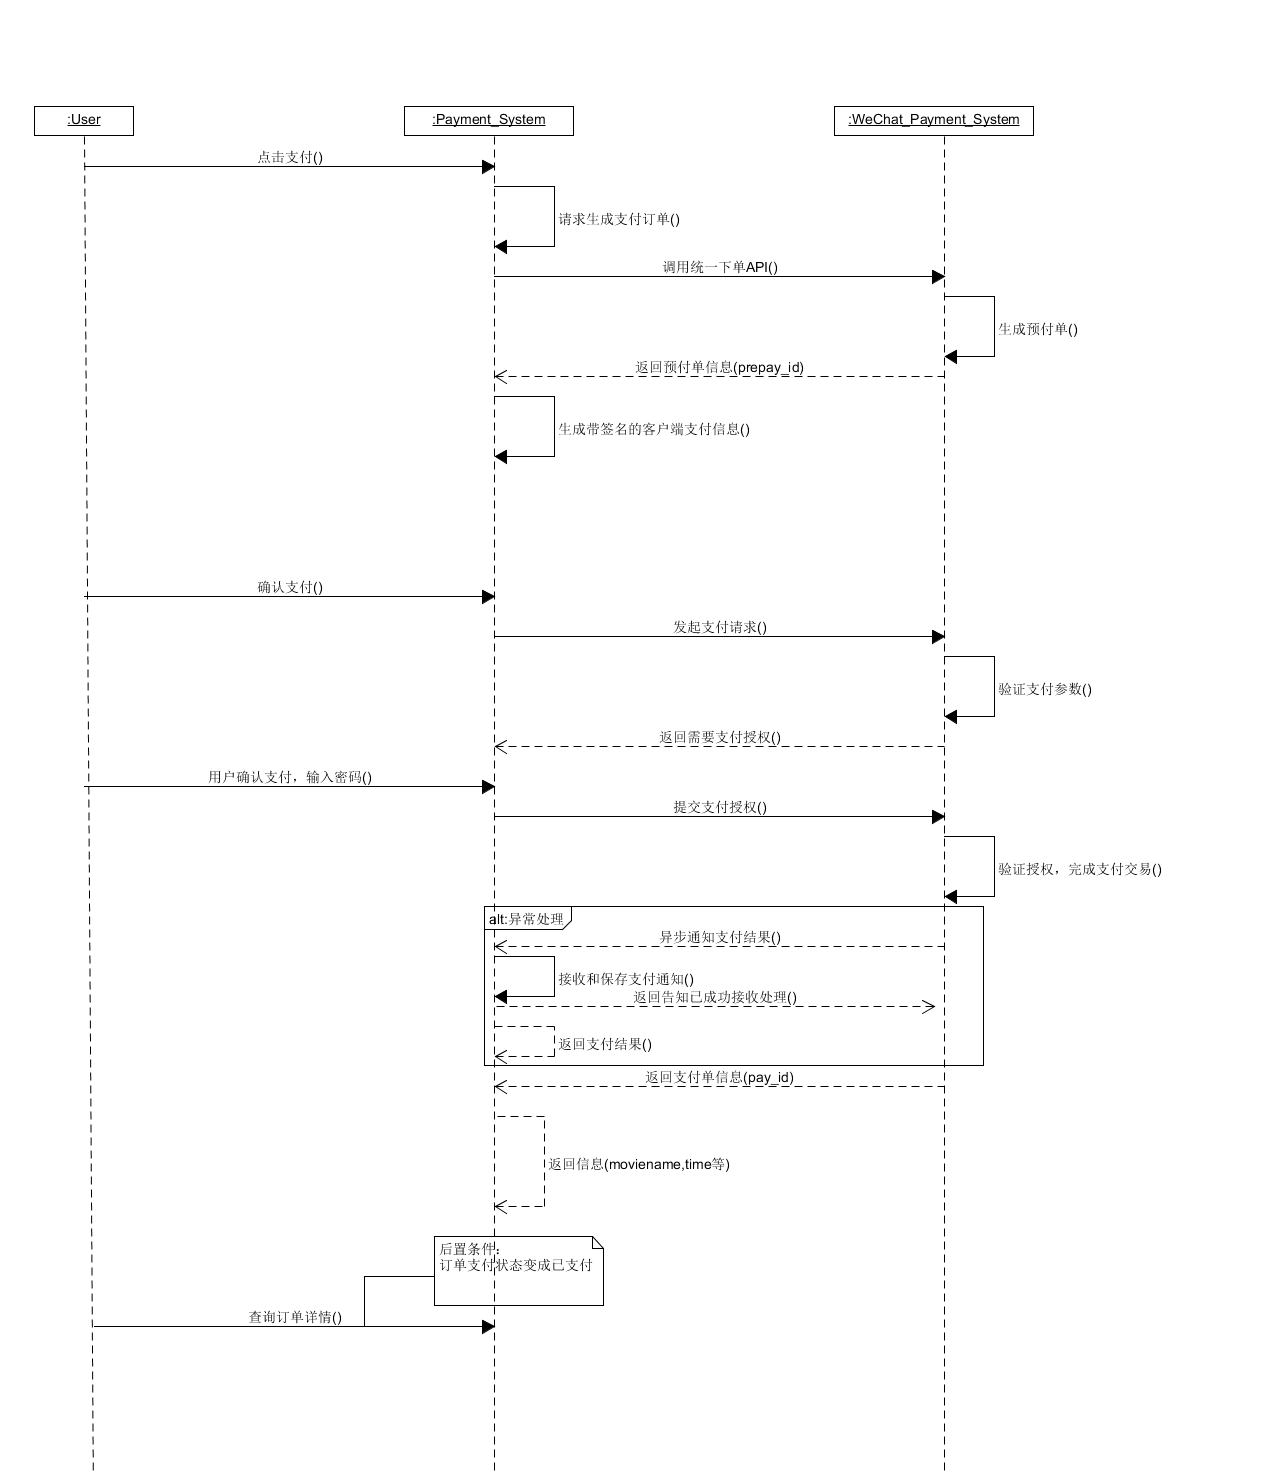 :User
:Payment_System
:WeChat_Payment_System
点击支付()
请求生成支付订单()
调用统一下单API()
生成预付单()
返回预付单信息(prepay_id)
生成带签名的客户端支付信息()
确认支付()
发起支付请求()
验证支付参数()
返回需要支付授权()
用户确认支付，输入密码()
提交支付授权()
验证授权，完成支付交易()
alt:异常处理
异步通知支付结果()
接收和保存支付通知()
返回告知已成功接收处理()
返回支付结果()
返回支付单信息(pay_id)
返回信息(moviename,time等)
后置条件：
订单支付状态变成已支付
查询订单详情()